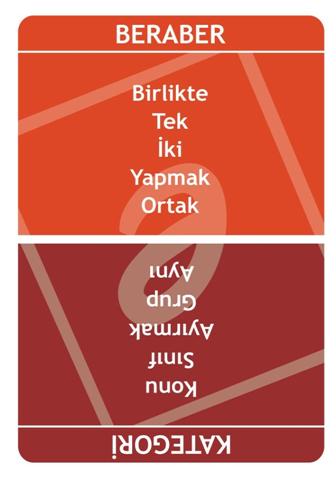 BERABER
Birlikte
Tek
İki
Yapmak
Ortak
KATEGORİ
Konu
Sınıf
Ayırmak
Grup
Aynı